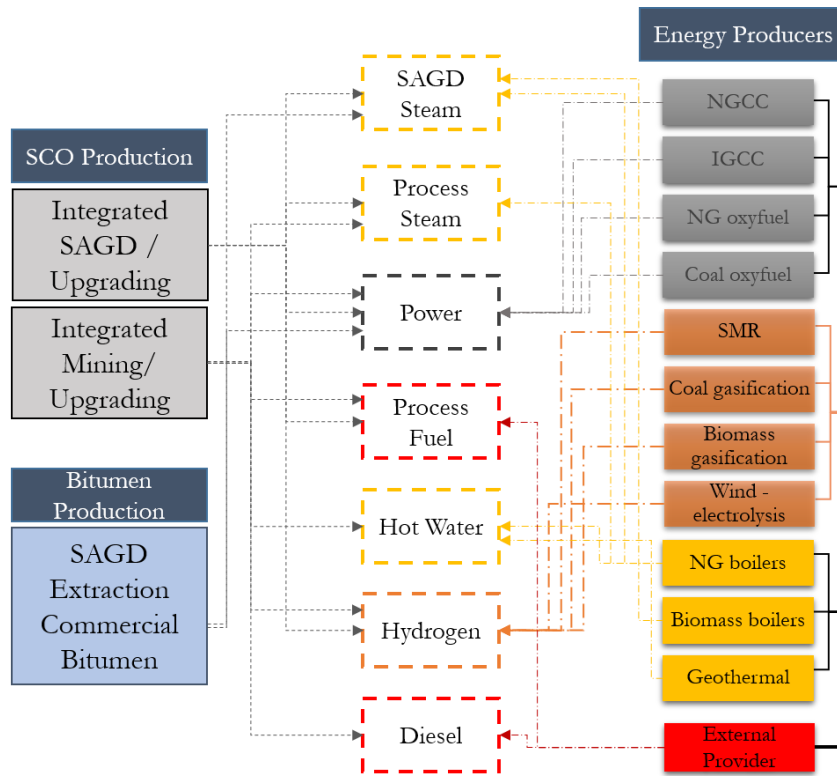 SCO Production
Integrated
SAGD /
Upgrading
Integrated
Mining/
Upgrading
Bitumen
Production
SAGD
Extraction
Commercial
Bitumen
SAGD
Steam
Process
Steam
Power
Process
Fuel
Hot Water
Hydrogen
Diesel
Energy Producers
NGCC
IGCC
NG oxyfuel
Coal oxyfuel
SMR
Coal gasification
Biomass
gasification
Wind -
electrolysis
NG boilers
Biomass boilers
Geothermal
External
Provider